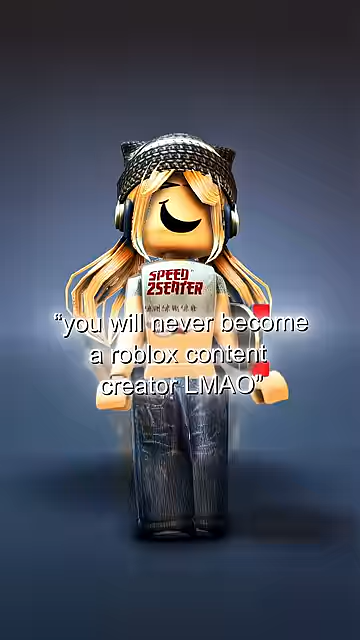 SPEED
2SENTER
“you will never become
a roblox content
creator LMAO”